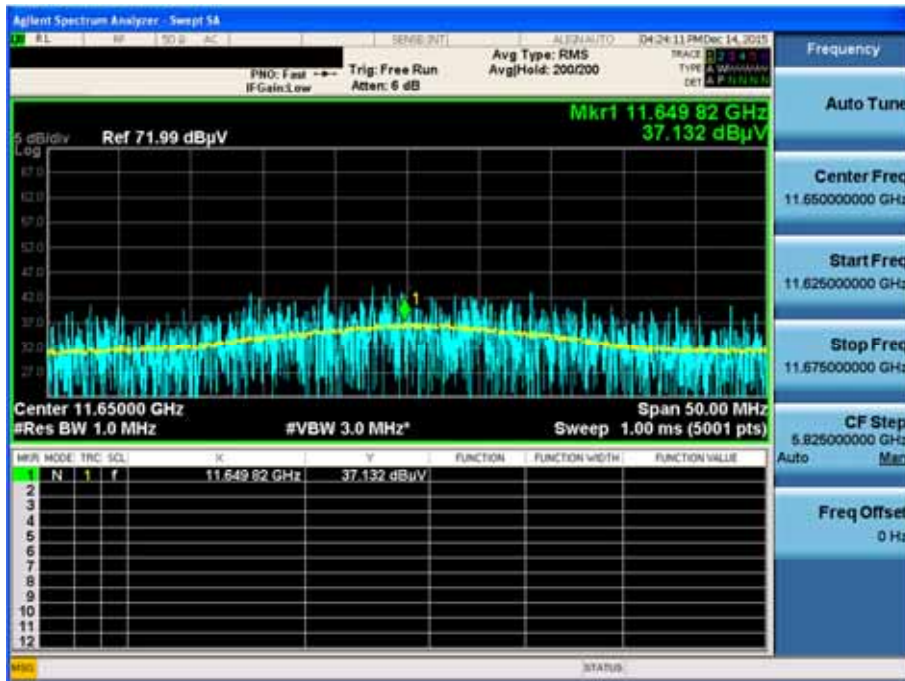 Agilent Spectrum Analyzer - Swept SA
RL RF 50 Ω AC SENSE:INT ALIGN AUTO 04:24:11 PM Dec 14, 2015
Frequency
PNO: Fast Trig: Free Run Avg Type: RMS TRACE 1 2 3 4 5 6
IFGain:Low Atten: 6 dB Avg|Hold: 200/200 TYPE A W
DET A P N N N N
Auto Tune
Mkr1 11.649 82 GHz
37.132 dBµV
5 dB/div Ref 71.99 dBµV
Log
67.0
62.0
57.0
52.0
47.0
42.0
37.0
32.0
27.0
1
Center Freq
11.650000000 GHz
Start Freq
11.625000000 GHz
Stop Freq
11.675000000 GHz
Center 11.65000 GHz Span 50.00 MHz
#Res BW 1.0 MHz #VBW 3.0 MHz* Sweep 1.00 ms (5001 pts)
CF Step
5.825000000 GHz
Auto Man
MKR MODE TRC SCL X Y FUNCTION FUNCTION WIDTH FUNCTION VALUE
1 N 1 f 11.649 82 GHz 37.132 dBµV
2
3
4
5
6
7
8
9
10
11
12
Freq Offset
0 Hz
MSG STATUS